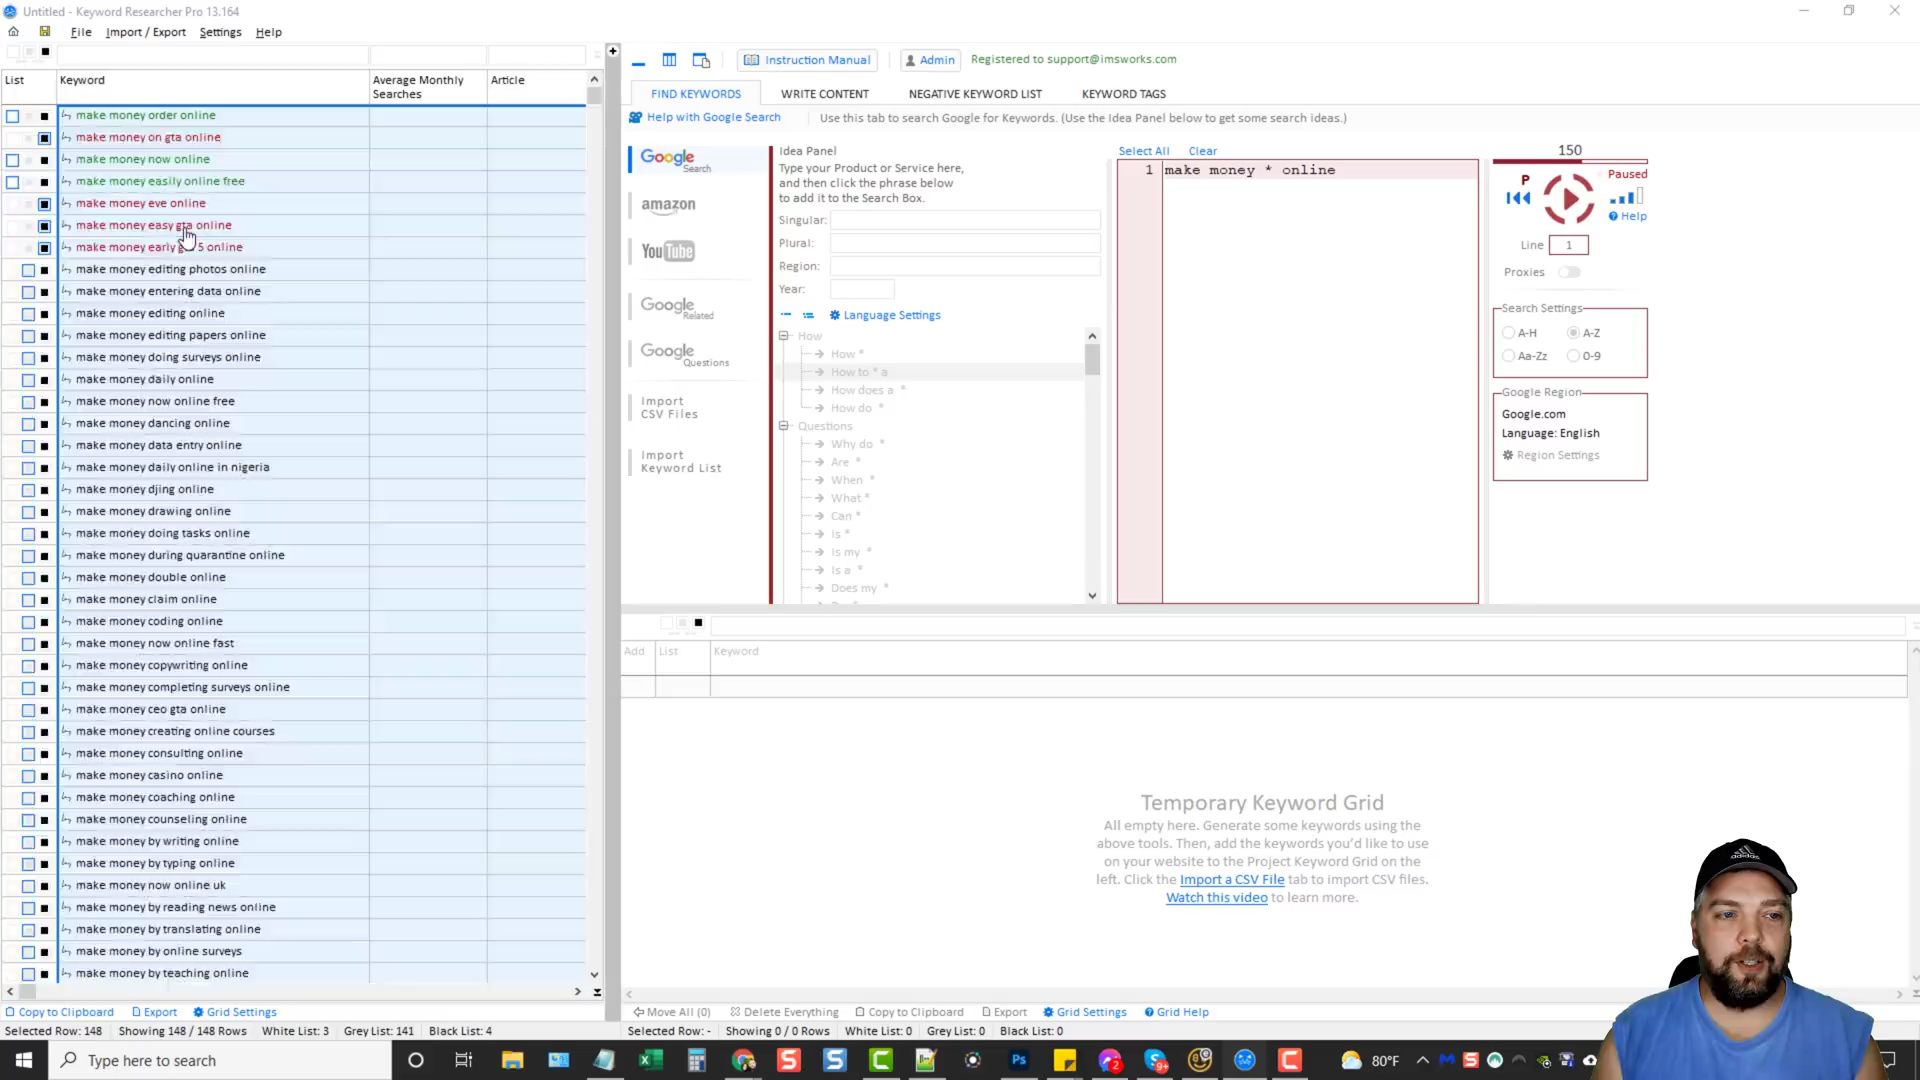 Untitled - Keyword Researcher Pro 13.164
File Import / Export Settings Help
List Keyword Average Monthly Searches Article
make money order online
make money on gta online
make money now online
make money easily online free
make money eve online
make money easy gta online
make money early 5 online
make money editing photos online
make money entering data online
make money editing online
make money editing papers online
make money doing surveys online
make money daily online
make money now online free
make money dancing online
make money data entry online
make money daily online in nigeria
make money djing online
make money drawing online
make money doing tasks online
make money during quarantine online
make money double online
make money claim online
make money coding online
make money now online fast
make money copywriting online
make money completing surveys online
make money ceo gta online
make money creating online courses
make money consulting online
make money casino online
make money coaching online
make money counseling online
make money by writing online
make money by typing online
make money now online uk
make money by reading news online
make money by translating online
make money by online surveys
make money by teaching online
Copy to Clipboard Export Grid Settings
Selected Row: 148 Showing 148 / 148 Rows White List: 3 Grey List: 141 Black List: 4
Instruction Manual Admin Registered to support@imsworks.com
FIND KEYWORDS WRITE CONTENT NEGATIVE KEYWORD LIST KEYWORD TAGS
Help with Google Search Use this tab to search Google for Keywords. (Use the Idea Panel below to get some search ideas.)
Google Search
amazon
YouTube
Google Related
Google Questions
Import CSV Files
Import Keyword List
Idea Panel
Type your Product or Service here,
and then click the phrase below
to add it to the Search Box.
Singular:
Plural:
Region:
Year:
Language Settings
How
How *
How to * a
How does a *
How do *
Questions
Why do *
Are *
When *
What *
Can *
Is *
Is my *
Is a *
Does my *
Select All Clear
1 make money * online
150
P Paused
Help
Line 1
Proxies
Search Settings
A-H A-Z
Aa-Zz 0-9
Google Region
Google.com
Language: English
Region Settings
Add List Keyword
Temporary Keyword Grid
All empty here. Generate some keywords using the
above tools. Then, add the keywords you'd like to use
on your website to the Project Keyword Grid on the
left. Click the Import a CSV File tab to import CSV files.
Watch this video to learn more.
Move All (0) Delete Everything Copy to Clipboard Export Grid Settings Grid Help
Selected Row: - Showing 0 / 0 Rows White List: 0 Grey List: 0 Black List: 0
Type here to search
80°F